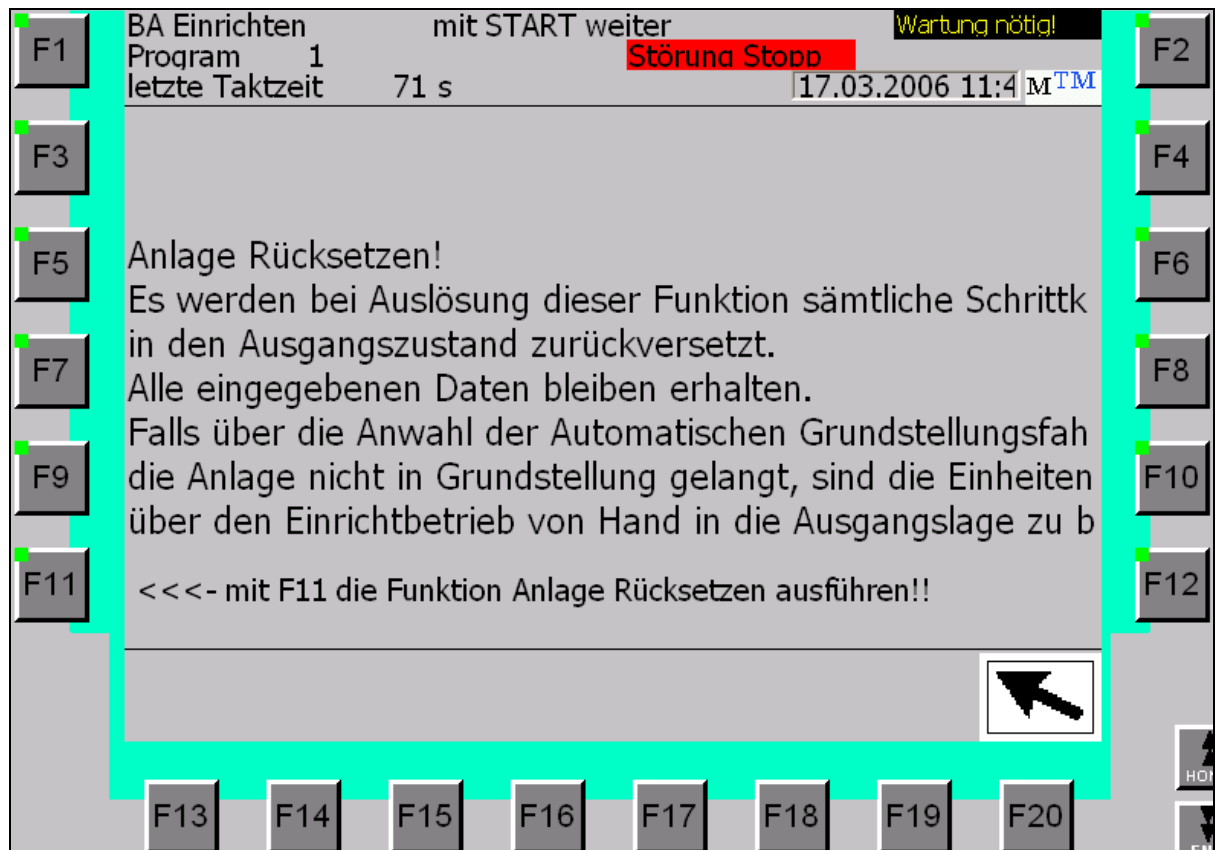 F1
BA Einrichten mit START weiter Wartung nötig!
F2
Program 1 Störung Stopp
letzte Taktzeit 71 s 17.03.2006 11:4 MTM
F3
F4
F5
Anlage Rücksetzen!
F6
Es werden bei Auslösung dieser Funktion sämtliche Schrittk
in den Ausgangszustand zurückversetzt.
F7
F8
Alle eingegebenen Daten bleiben erhalten.
Falls über die Anwahl der Automatischen Grundstellungsfah
F9
die Anlage nicht in Grundstellung gelangt, sind die Einheiten
F10
über den Einrichtbetrieb von Hand in die Ausgangslage zu b
F11
<<<- mit F11 die Funktion Anlage Rücksetzen ausführen!!
F12
F13 F14 F15 F16 F17 F18 F19 F20